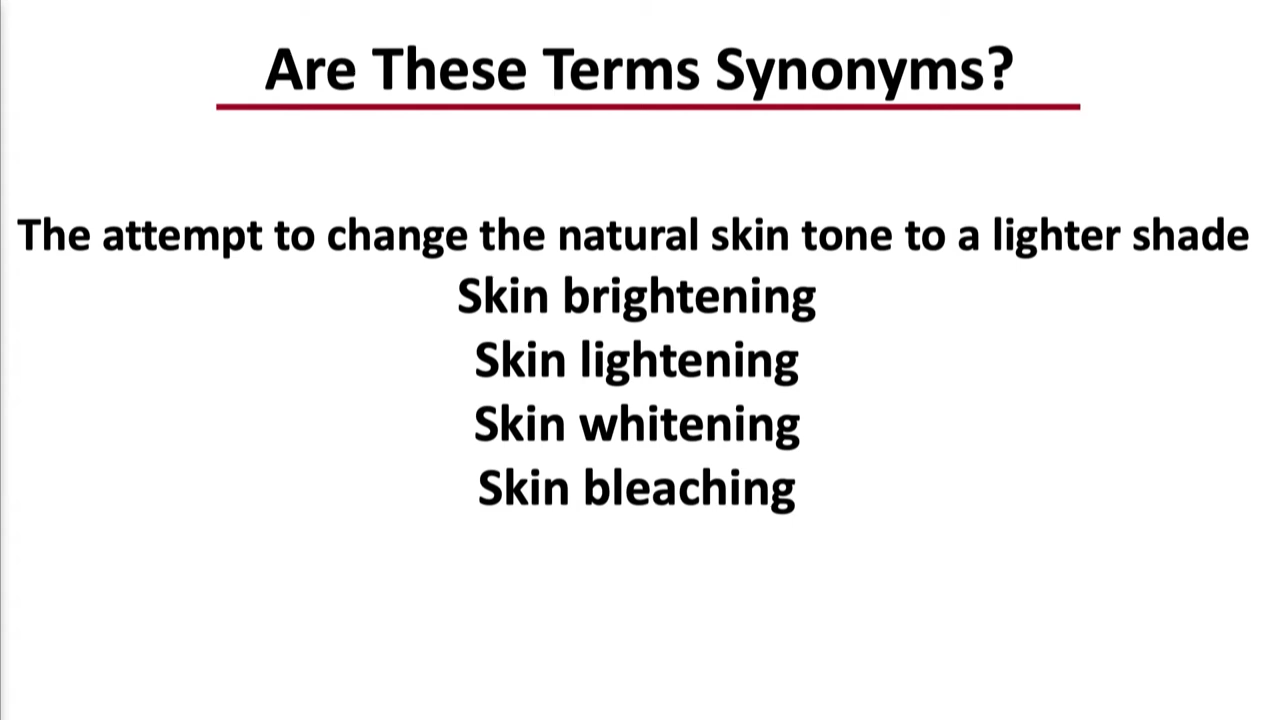 Are These Terms Synonyms?
The attempt to change the natural skin tone to a lighter shade
Skin brightening
Skin lightening
Skin whitening
Skin bleaching